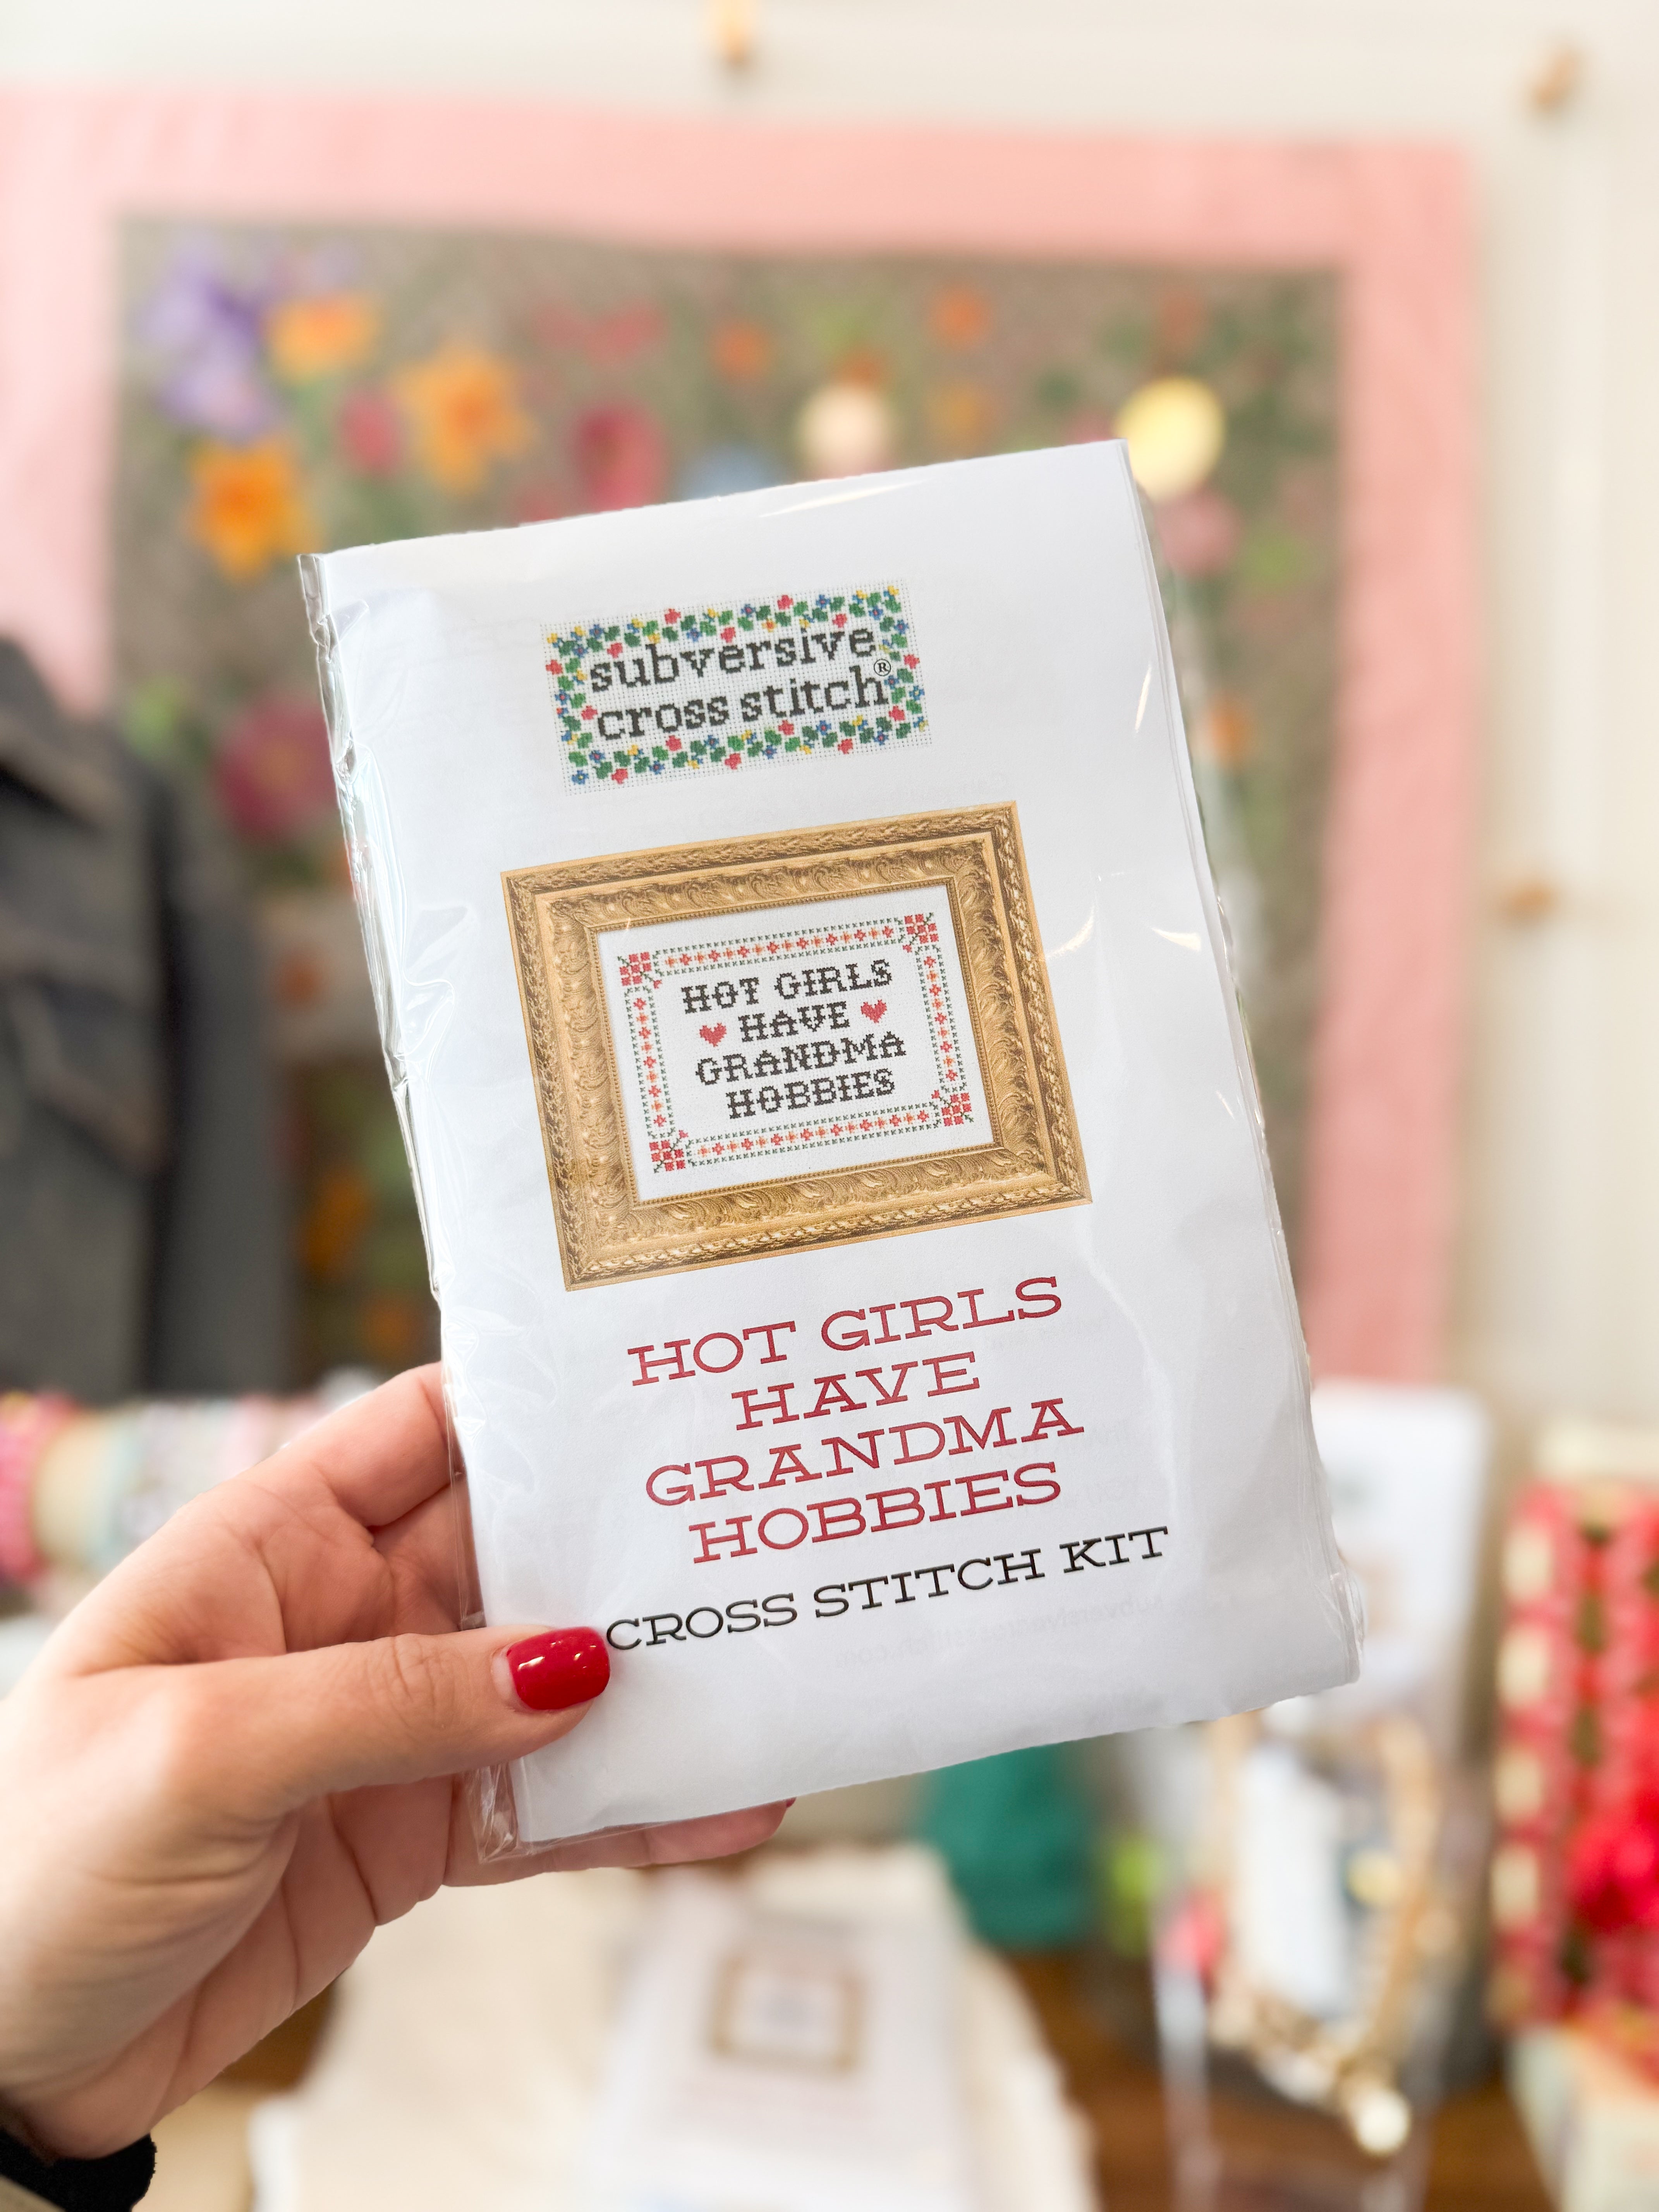 subversive
cross stitch®
HOT GIRLS
HAVE
GRANDMA
HOBBIES
HOT GIRLS
HAVE
GRANDMA
HOBBIES
CROSS STITCH KIT